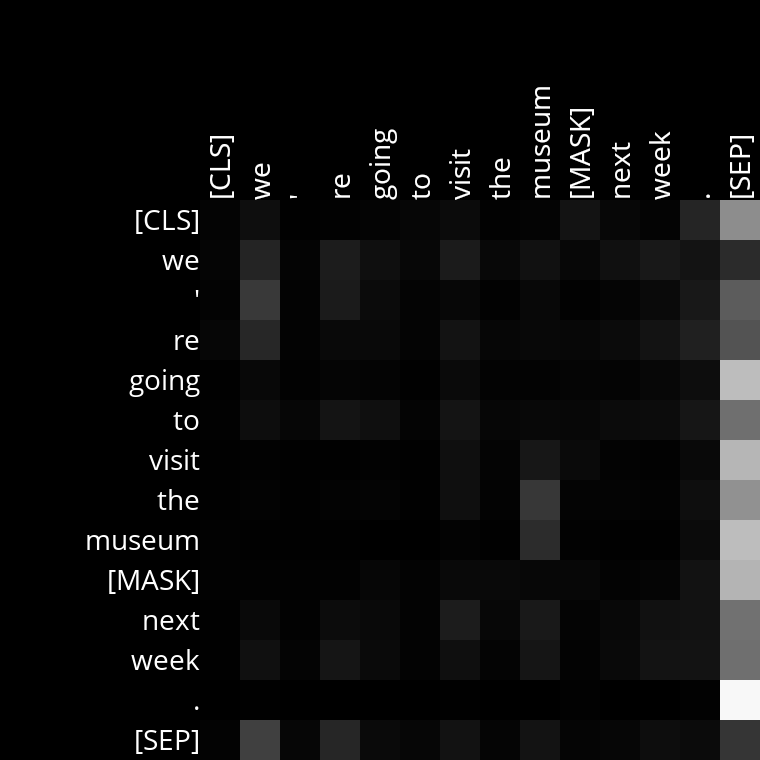 [CLS] we ' re going to visit the museum [MASK] next week . [SEP]
[CLS]
we
'
re
going
to
visit
the
museum
[MASK]
next
week
.
[SEP]